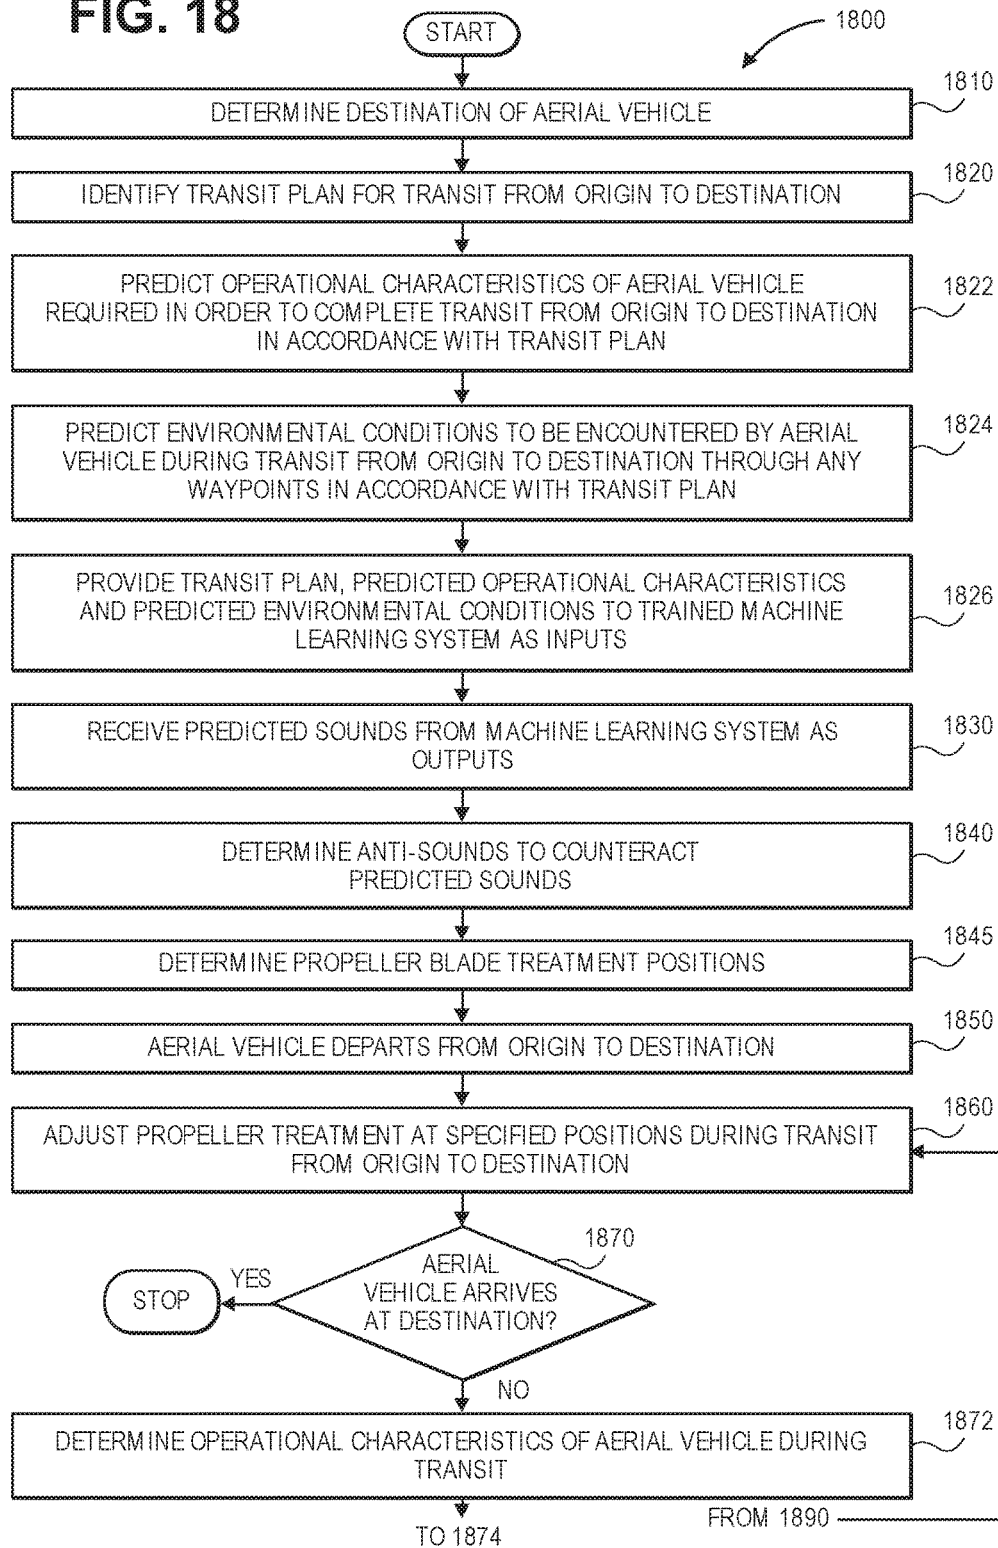 FIG. 18
START
1800
DETERMINE DESTINATION OF AERIAL VEHICLE
1810
IDENTIFY TRANSIT PLAN FOR TRANSIT FROM ORIGIN TO DESTINATION
1820
PREDICT OPERATIONAL CHARACTERISTICS OF AERIAL VEHICLE
REQUIRED IN ORDER TO COMPLETE TRANSIT FROM ORIGIN TO DESTINATION
IN ACCORDANCE WITH TRANSIT PLAN
1822
PREDICT ENVIRONMENTAL CONDITIONS TO BE ENCOUNTERED BY AERIAL
VEHICLE DURING TRANSIT FROM ORIGIN TO DESTINATION THROUGH ANY
WAYPOINTS IN ACCORDANCE WITH TRANSIT PLAN
1824
PROVIDE TRANSIT PLAN, PREDICTED OPERATIONAL CHARACTERISTICS
AND PREDICTED ENVIRONMENTAL CONDITIONS TO TRAINED MACHINE
LEARNING SYSTEM AS INPUTS
1826
RECEIVE PREDICTED SOUNDS FROM MACHINE LEARNING SYSTEM AS
OUTPUTS
1830
DETERMINE ANTI-SOUNDS TO COUNTERACT
PREDICTED SOUNDS
1840
DETERMINE PROPELLER BLADE TREATMENT POSITIONS
1845
AERIAL VEHICLE DEPARTS FROM ORIGIN TO DESTINATION
1850
ADJUST PROPELLER TREATMENT AT SPECIFIED POSITIONS DURING TRANSIT
FROM ORIGIN TO DESTINATION
1860
AERIAL
VEHICLE ARRIVES
AT DESTINATION?
1870
YES
STOP
NO
DETERMINE OPERATIONAL CHARACTERISTICS OF AERIAL VEHICLE DURING
TRANSIT
1872
TO 1874
FROM 1890